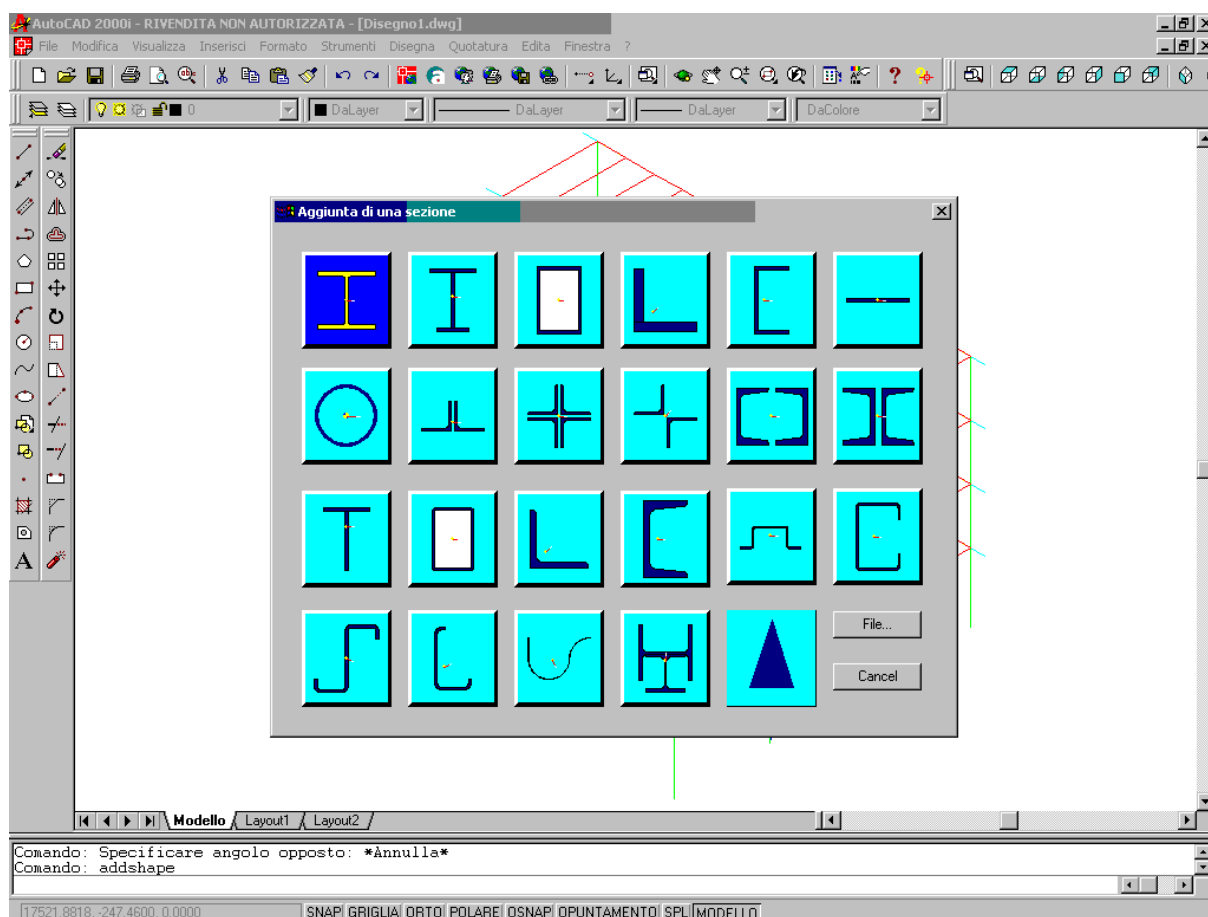 AutoCAD 2000i - RIVENDITA NON AUTORIZZATA - [Disegno1.dwg]
File Modifica Visualizza Inserisci Formato Strumenti Disegna Quotatura Edita Finestra ?
0 DaLayer DaLayer DaLayer DaColore
Aggiunta di una sezione
File...
Cancel
Modello Layout1 Layout2
Comando: Specificare angolo opposto: *Annulla*
Comando: addshape
17521.8818, -247.4600, 0.0000 SNAP GRIGLIA ORTO POLARE OSNAP OPUNTAMENTO SPL MODELLO